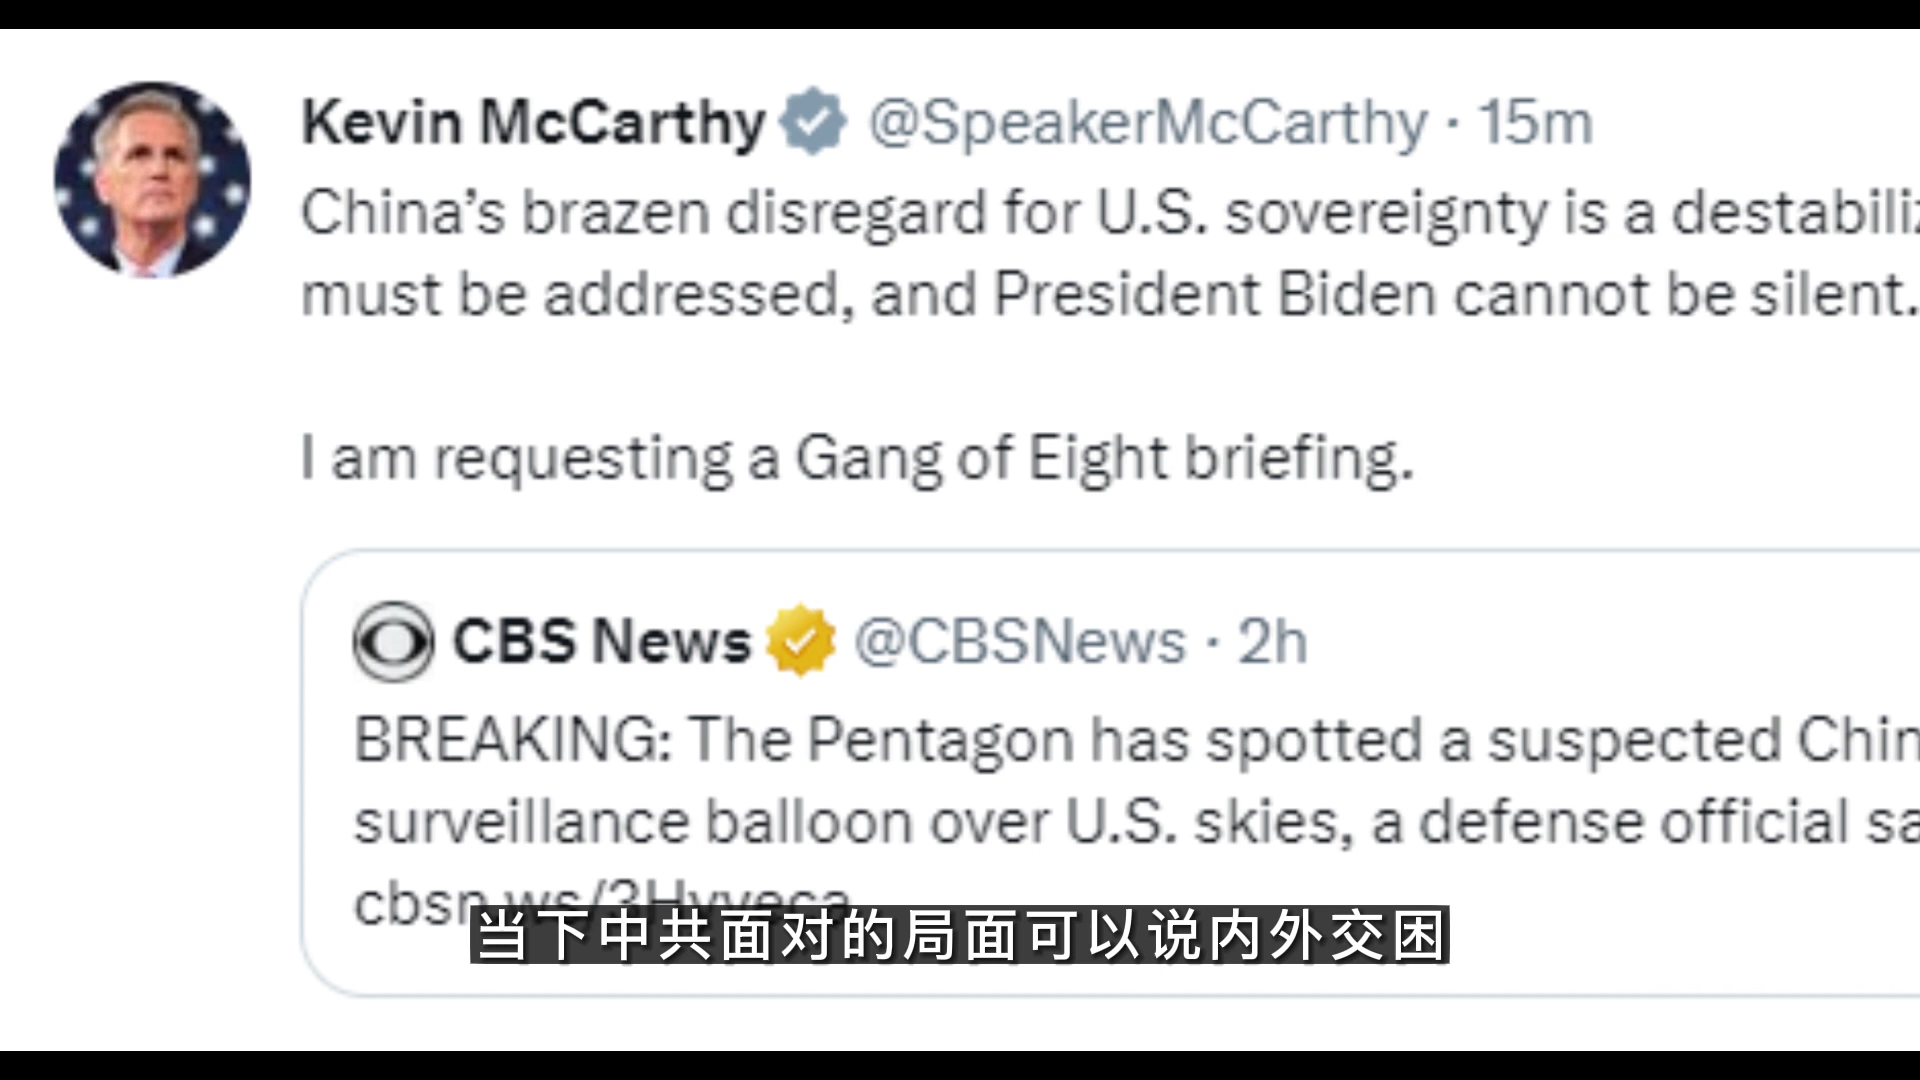 Kevin McCarthy @SpeakerMcCarthy · 15m
China’s brazen disregard for U.S. sovereignty is a
must be addressed, and President Biden cannot be silent.
I am requesting a Gang of Eight briefing.
CBS News @CBSNews · 2h
BREAKING: The Pentagon has spotted a suspected
surveillance balloon over U.S. skies, a defense official
当下中共面对的局面可以说内外交困